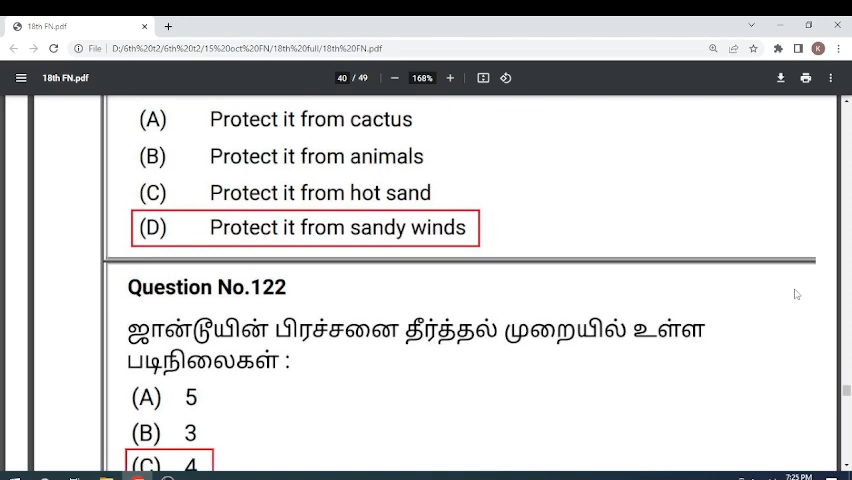 18th FN.pdf
File
D:/6th%20t2/6th%20t2/15%20oct%20FN/18th%20full/18th%20FN.pdf
K
18th FN.pdf
40 / 49
168%
(A) Protect it from cactus
(B) Protect it from animals
(C) Protect it from hot sand
(D) Protect it from sandy winds
Question No.122
ஜான்டூயின் பிரச்சனை தீர்த்தல் முறையில் உள்ள
படிநிலைகள் :
(A) 5
(B) 3
(C) 4
7:25 PM